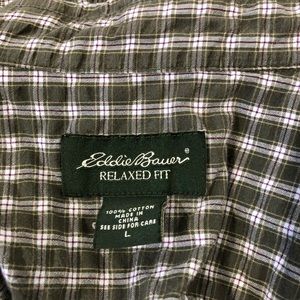 Eddie Bauer®
RELAXED FIT
100% COTTON
MADE IN
CHINA
SEE SIDE FOR CARE
L